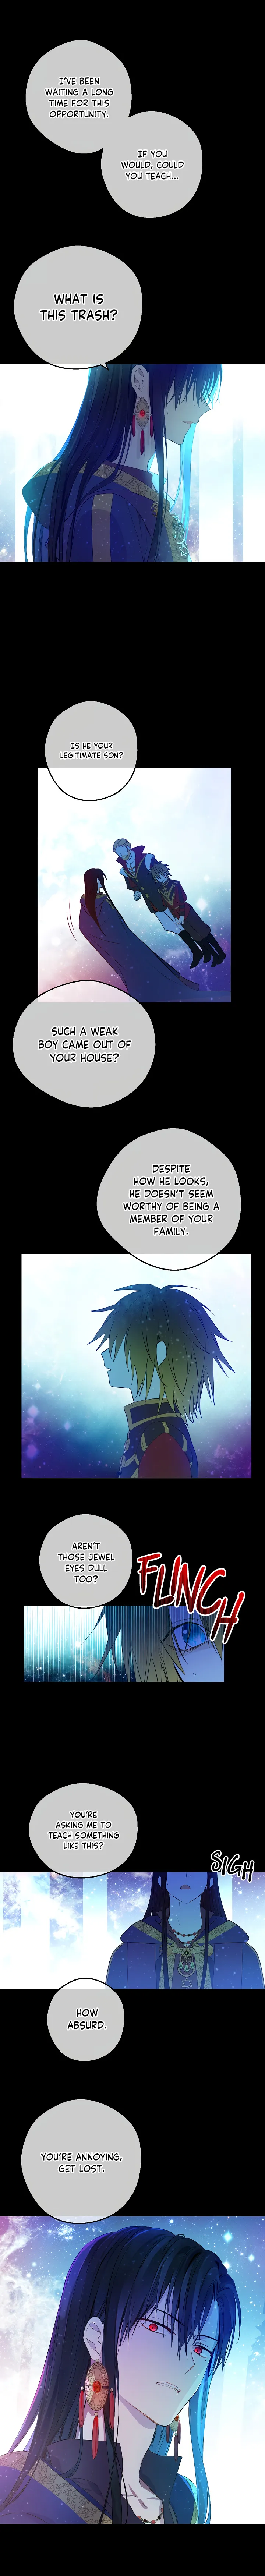 I'VE BEEN
WAITING A LONG
TIME FOR THIS
OPPORTUNITY.
IF YOU
WOULD, COULD
YOU TEACH...
WHAT IS
THIS TRASH?
IS HE YOUR
LEGITIMATE SON?
SUCH A WEAK
BOY CAME OUT OF
YOUR HOUSE?
DESPITE
HOW HE LOOKS,
HE DOESN'T SEEM
WORTHY OF BEING A
MEMBER OF YOUR
FAMILY.
AREN'T
THOSE JEWEL
EYES DULL
TOO?
FLINCH
YOU'RE
ASKING ME TO
TEACH SOMETHING
LIKE THIS?
SIGH
HOW
ABSURD.
YOU'RE ANNOYING,
GET LOST.